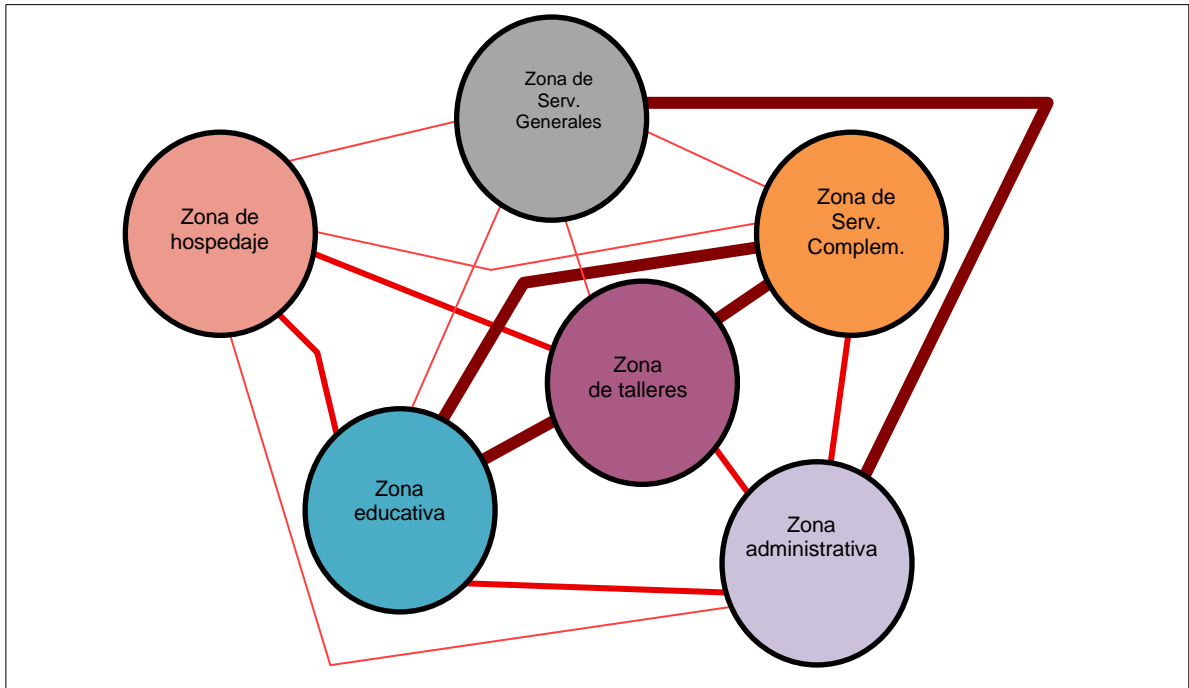 Zona de
Serv.
Generales
Zona de
hospedaje
Zona de
Serv.
Complem.
Zona
de talleres
Zona
educativa
Zona
administrativa